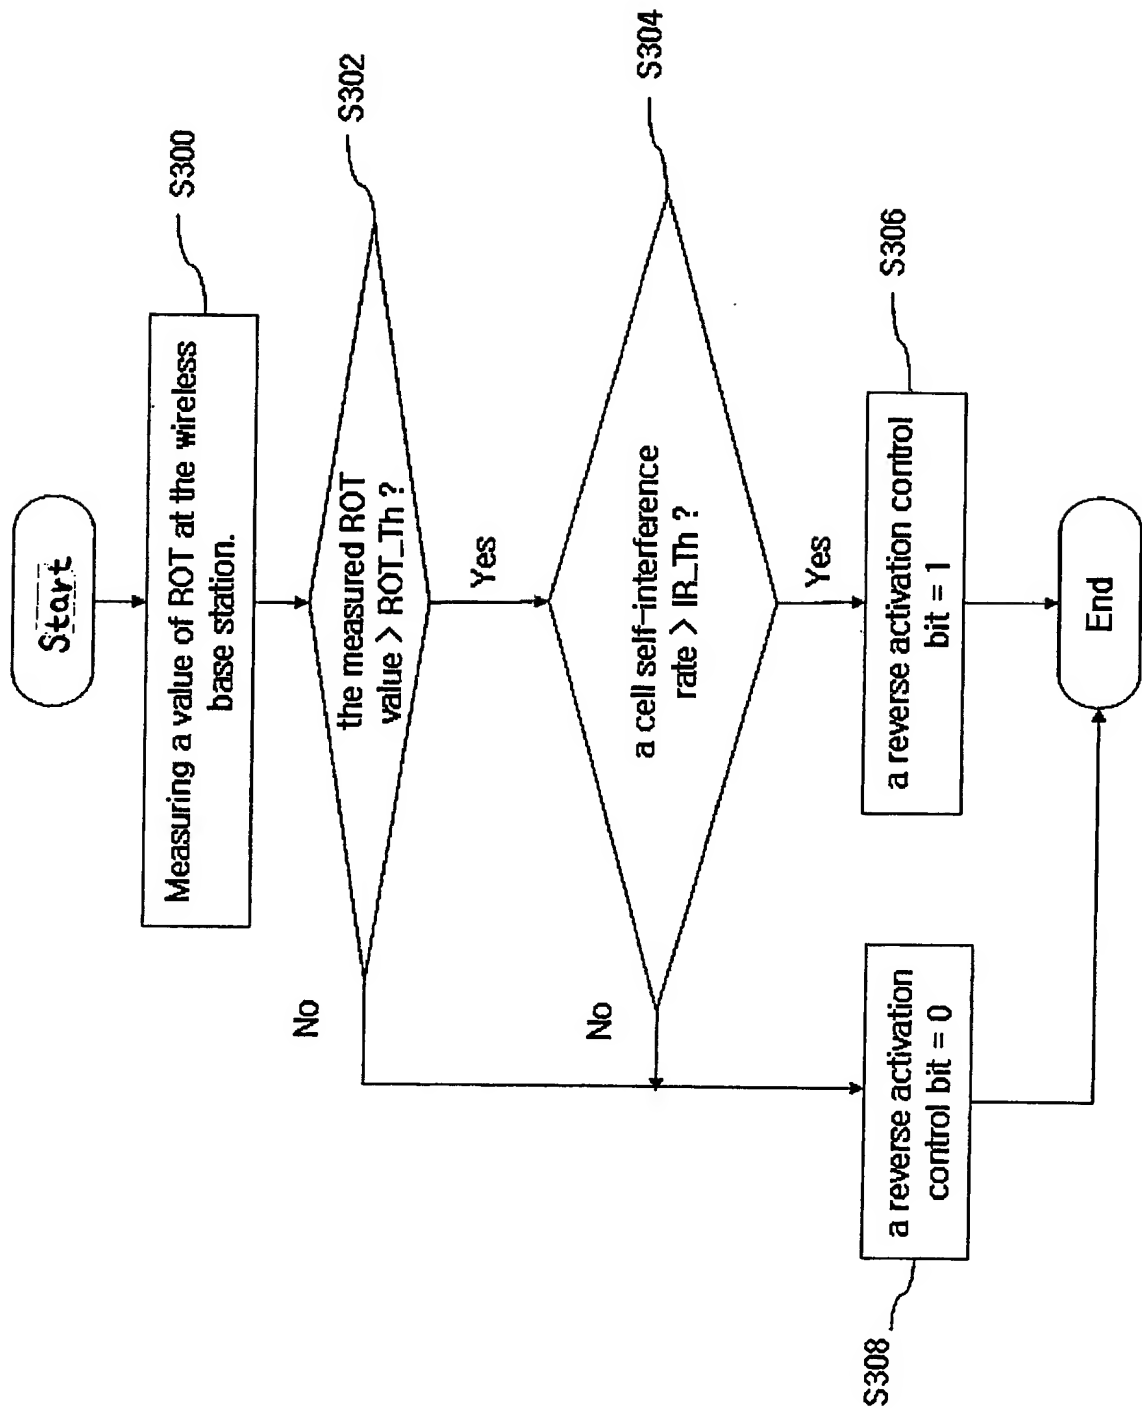 Start
S300
Measuring a value of ROT at the wireless
base station.
S302
the measured ROT
value > ROT_Th ?
No
Yes
S304
a cell self-interference
rate > IR_Th ?
No
Yes
S306
a reverse activation control
bit = 1
S308
a reverse activation
control bit = 0
End